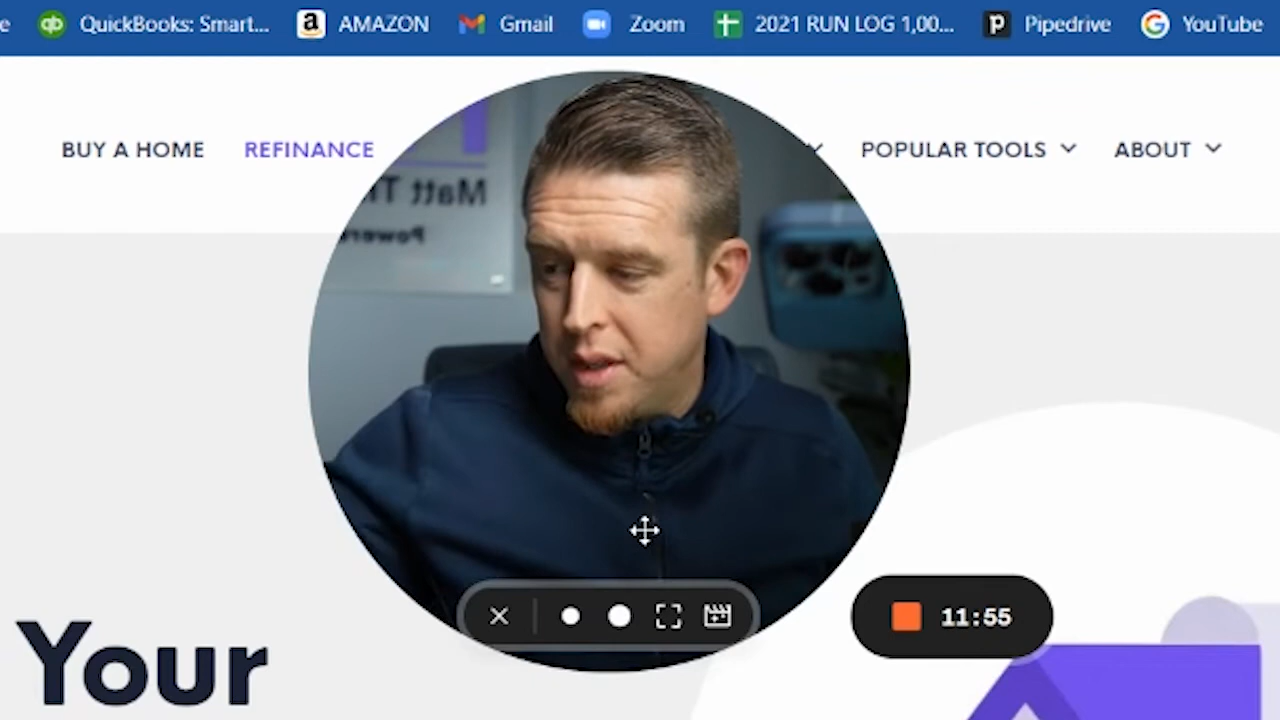 QuickBooks: Smart... AMAZON Gmail Zoom 2021 RUN LOG 1,00... Pipedrive YouTube
BUY A HOME REFINANCE POPULAR TOOLS ABOUT
Matt
11:55
Your